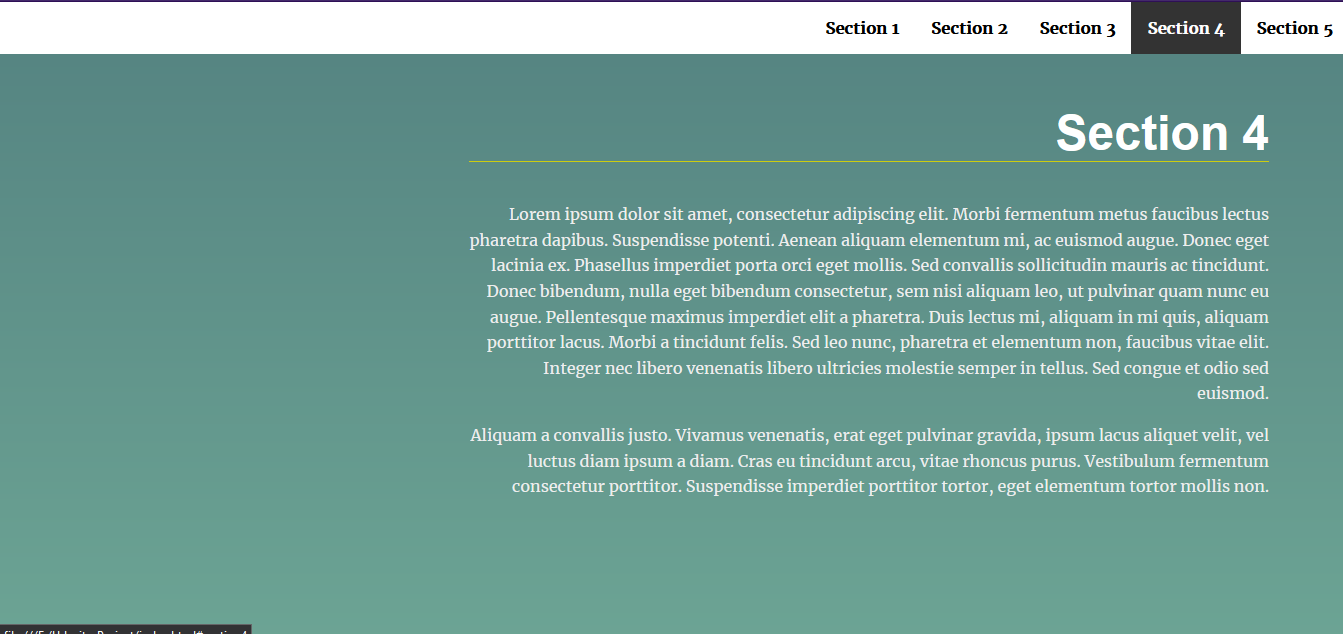 Section 1 Section 2 Section 3 Section 4 Section 5
Section 4
Lorem ipsum dolor sit amet, consectetur adipiscing elit. Morbi fermentum metus faucibus lectus
pharetra dapibus. Suspendisse potenti. Aenean aliquam elementum mi, ac euismod augue. Donec eget
lacinia ex. Phasellus imperdiet porta orci eget mollis. Sed convallis sollicitudin mauris ac tincidunt.
Donec bibendum, nulla eget bibendum consectetur, sem nisi aliquam leo, ut pulvinar quam nunc eu
augue. Pellentesque maximus imperdiet elit a pharetra. Duis lectus mi, aliquam in mi quis, aliquam
porttitor lacus. Morbi a tincidunt felis. Sed leo nunc, pharetra et elementum non, faucibus vitae elit.
Integer nec libero venenatis libero ultricies molestie semper in tellus. Sed congue et odio sed
euismod.
Aliquam a convallis justo. Vivamus venenatis, erat eget pulvinar gravida, ipsum lacus aliquet velit, vel
luctus diam ipsum a diam. Cras eu tincidunt arcu, vitae rhoncus purus. Vestibulum fermentum
consectetur porttitor. Suspendisse imperdiet porttitor tortor, eget elementum tortor mollis non.